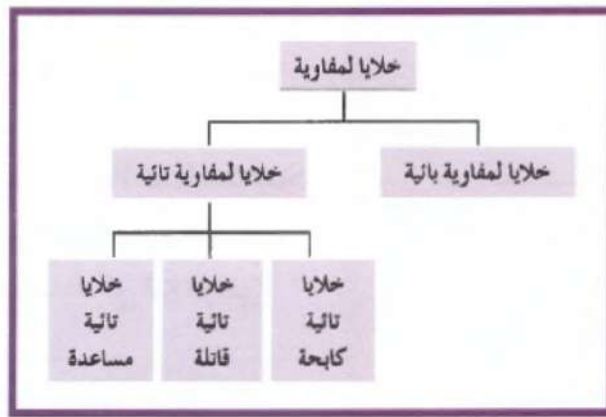 خلايا لمفاوية
خلايا لمفاوية بائية
خلايا لمفاوية تائية
خلايا
تائية
كابحة
خلايا
تائية
قاتلة
خلايا
تائية
مساعدة